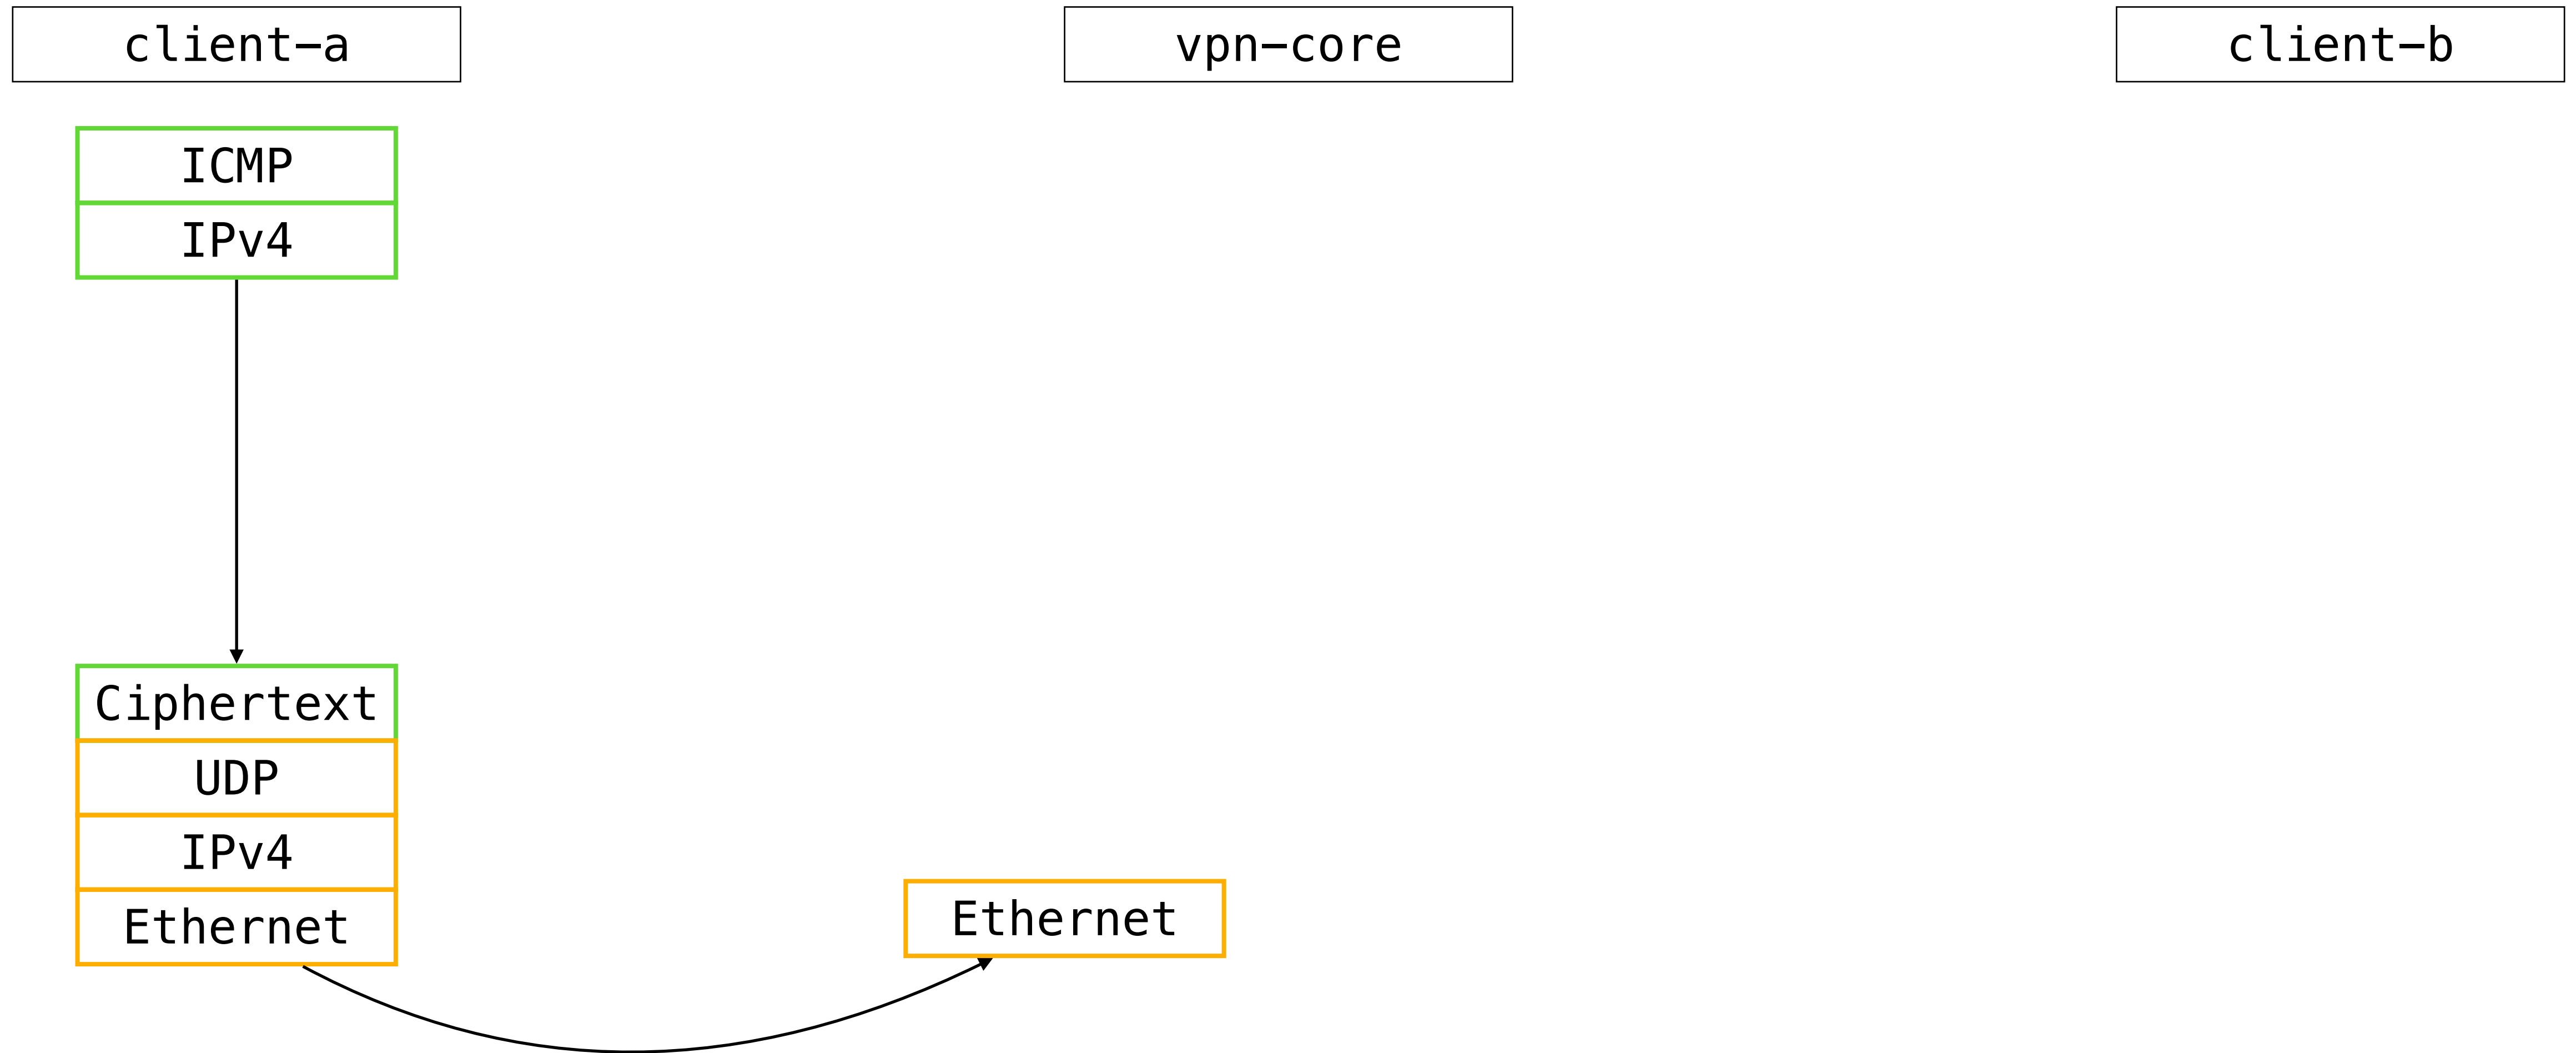 client-a
vpn-core
client-b
ICMP
IPv4
Ciphertext
UDP
IPv4
Ethernet
Ethernet